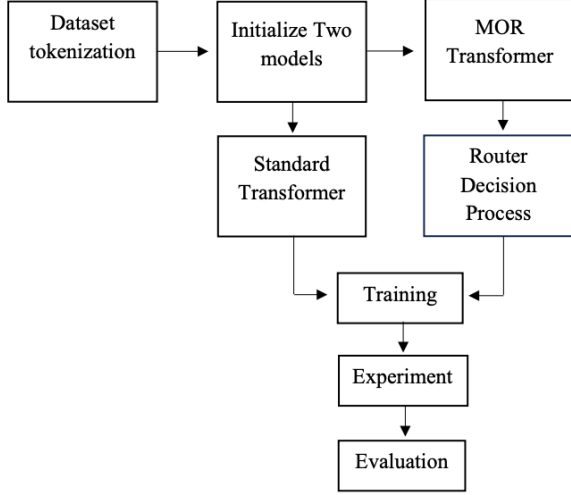 Dataset
tokenization
Initialize Two
models
MOR
Transformer
Standard
Transformer
Router
Decision
Process
Training
Experiment
Evaluation